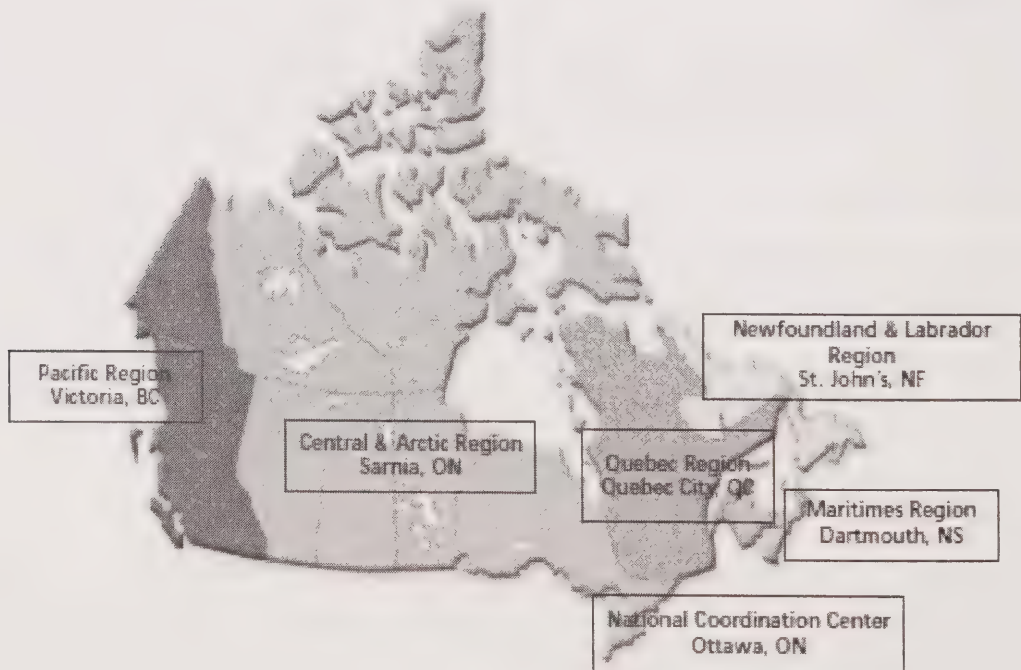 Newfoundland & Labrador
Region
St. John's, NF
Pacific Region
Victoria, BC
Central & Arctic Region
Sarnia, ON
Quebec Region
Quebec City, QC
Maritimes Region
Dartmouth, NS
National Coordination Center
Ottawa, ON